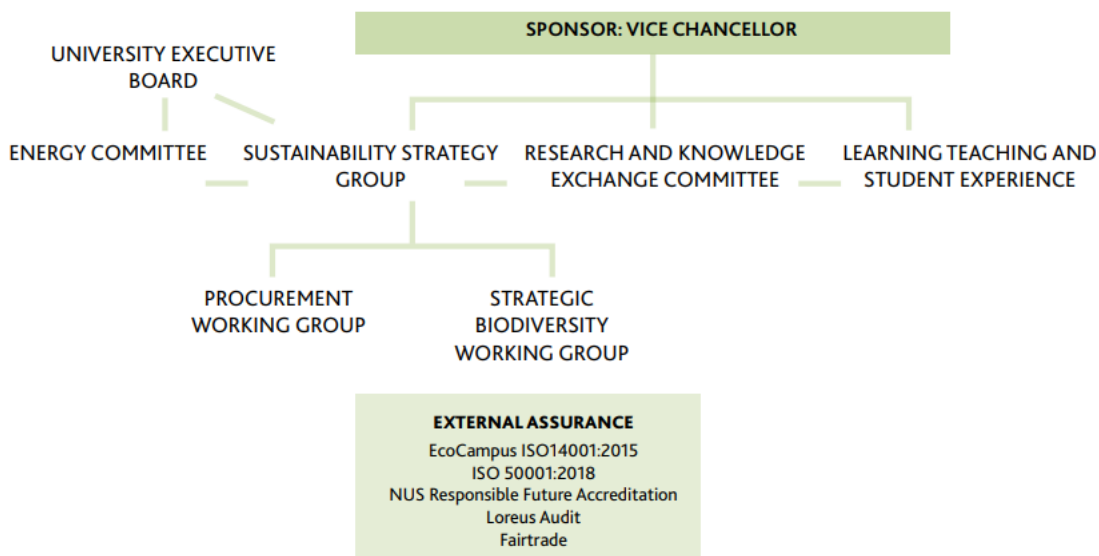 SPONSOR: VICE CHANCELLOR
UNIVERSITY EXECUTIVE
BOARD
ENERGY COMMITTEE
SUSTAINABILITY STRATEGY
GROUP
RESEARCH AND KNOWLEDGE
EXCHANGE COMMITTEE
LEARNING TEACHING AND
STUDENT EXPERIENCE
PROCUREMENT
WORKING GROUP
STRATEGIC
BIODIVERSITY
WORKING GROUP
EXTERNAL ASSURANCE
EcoCampus ISO14001:2015
ISO 50001:2018
NUS Responsible Future Accreditation
Loreus Audit
Fairtrade